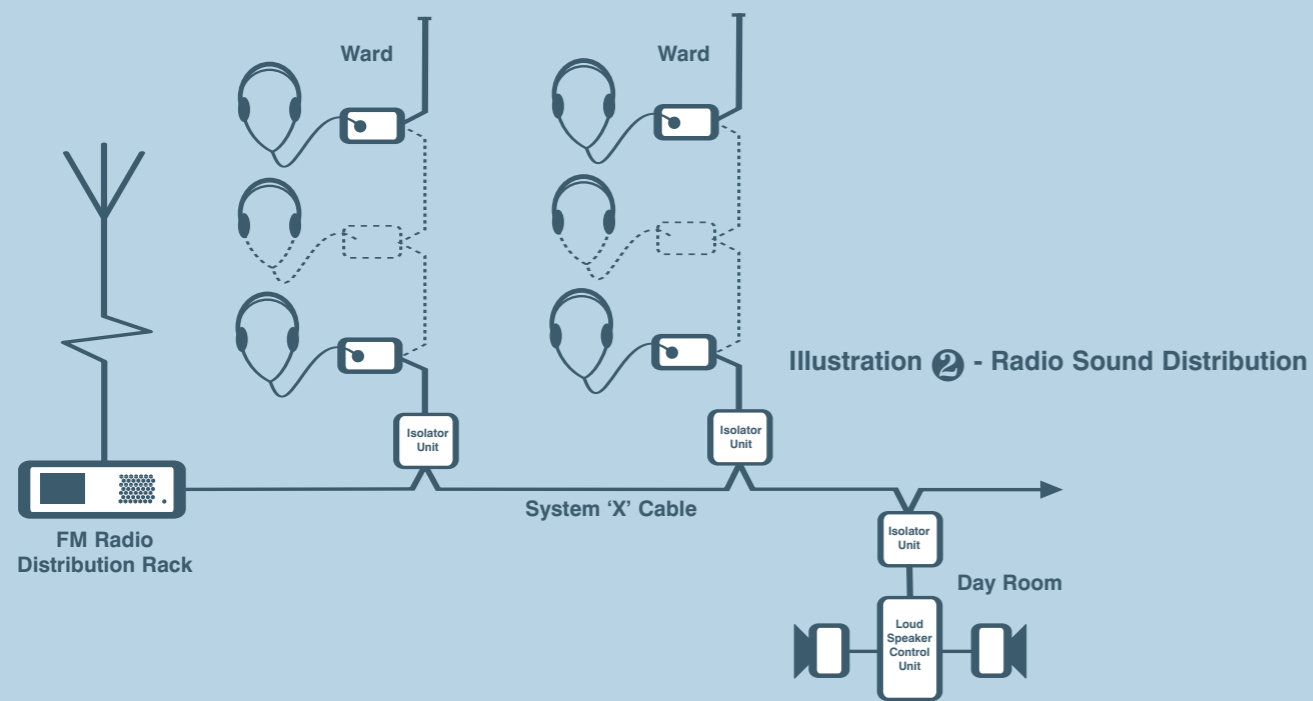 Ward
Ward
Illustration ❷ - Radio Sound Distribution
Isolator
Unit
Isolator
Unit
System ‘X’ Cable
FM Radio
Distribution Rack
Isolator
Unit
Day Room
Loud
Speaker
Control
Unit